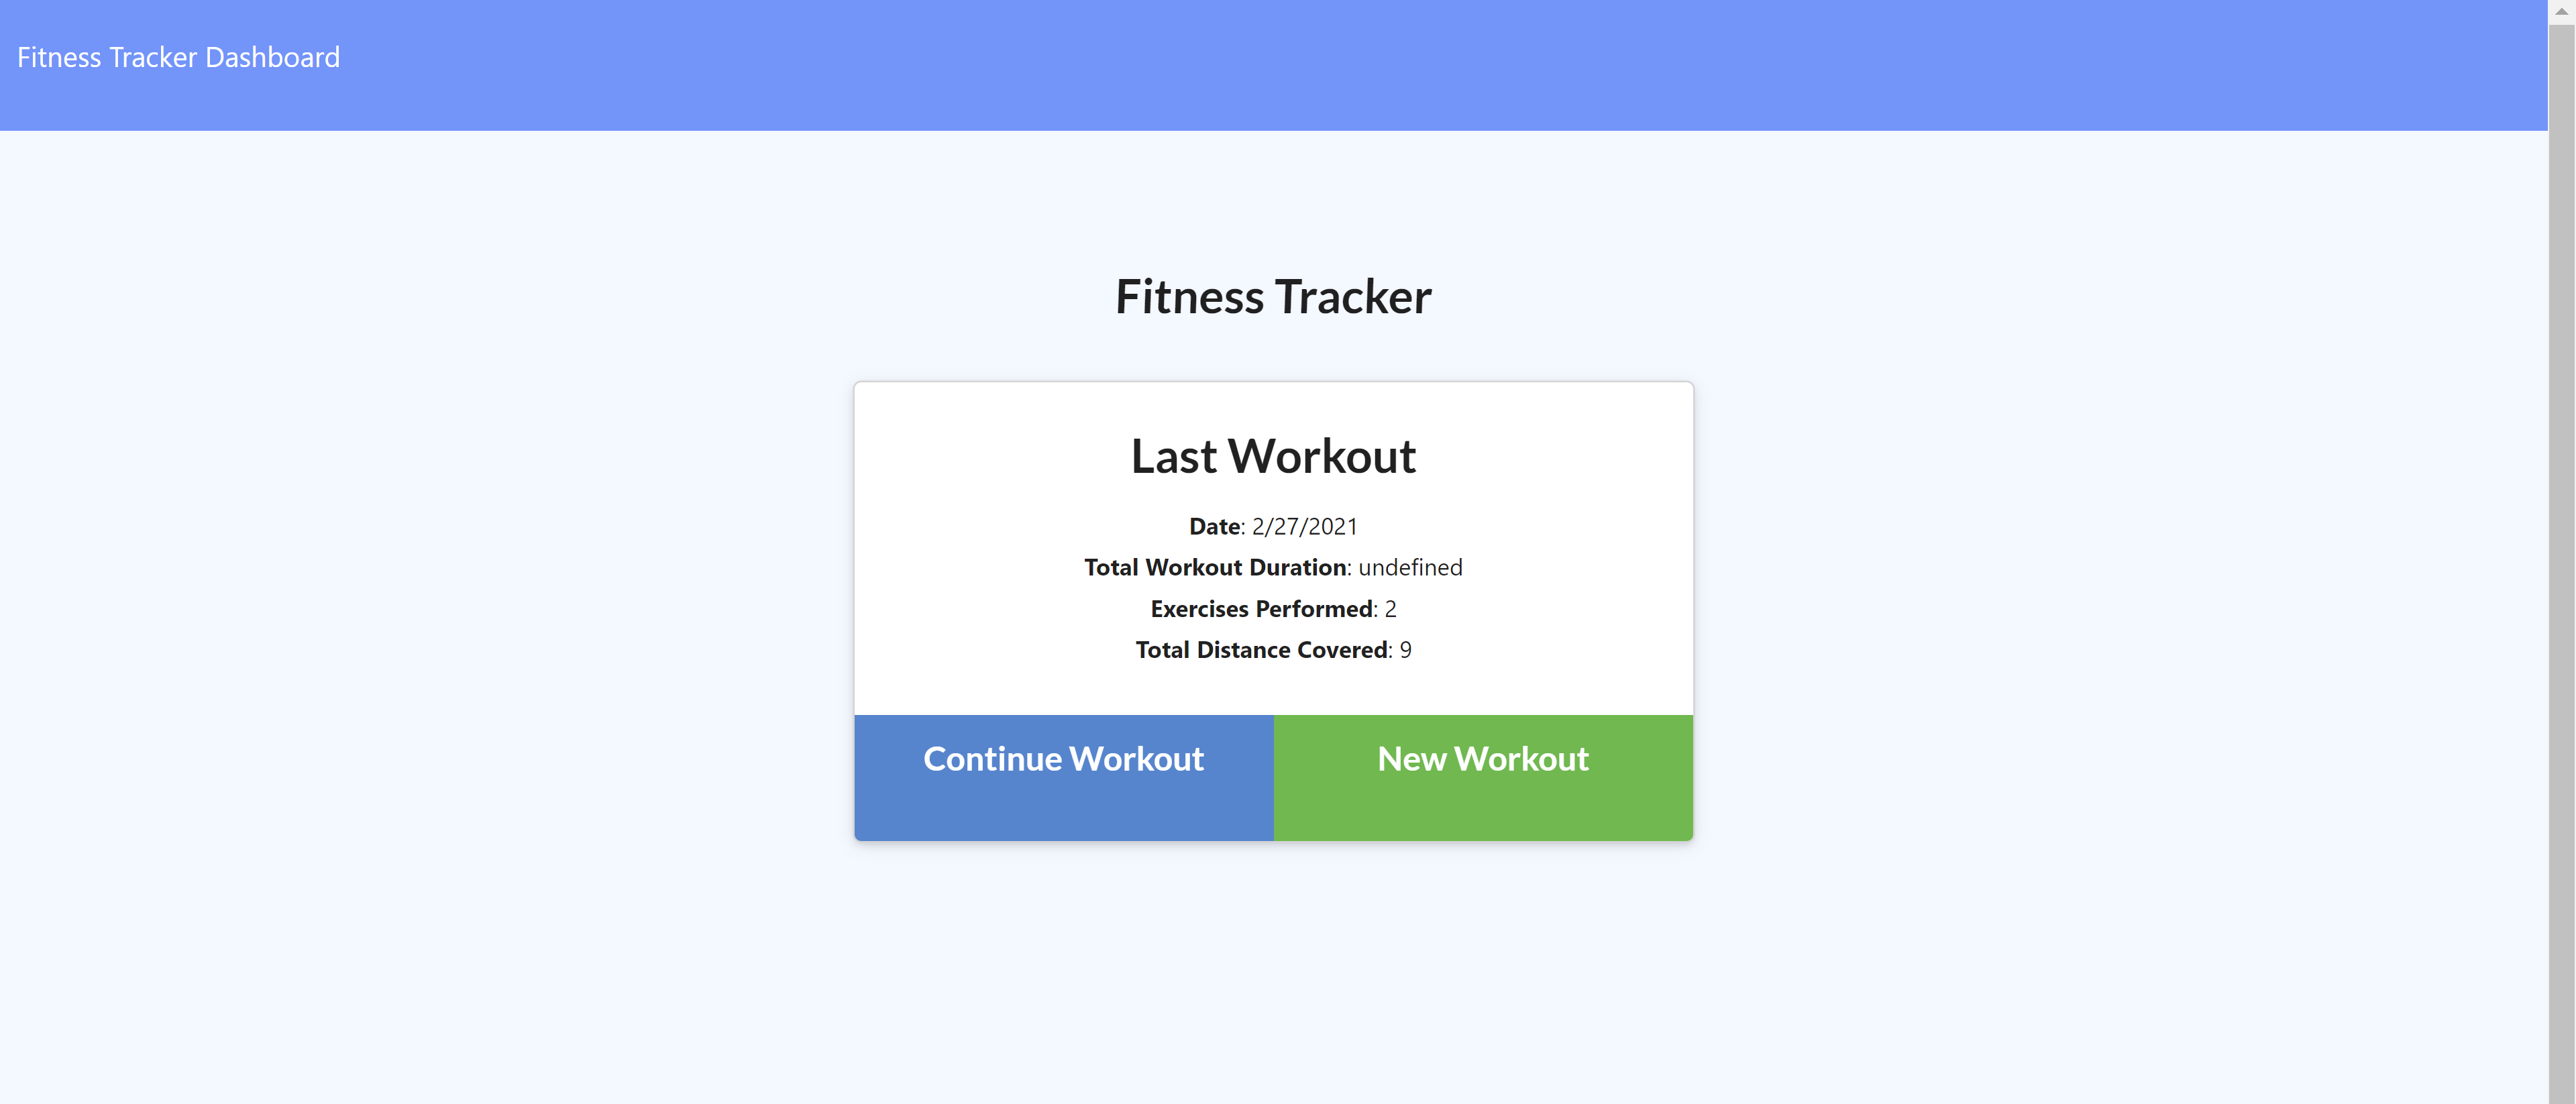 Fitness Tracker Dashboard
Fitness Tracker
Last Workout
Date: 2/27/2021
Total Workout Duration: undefined
Exercises Performed: 2
Total Distance Covered: 9
Continue Workout
New Workout